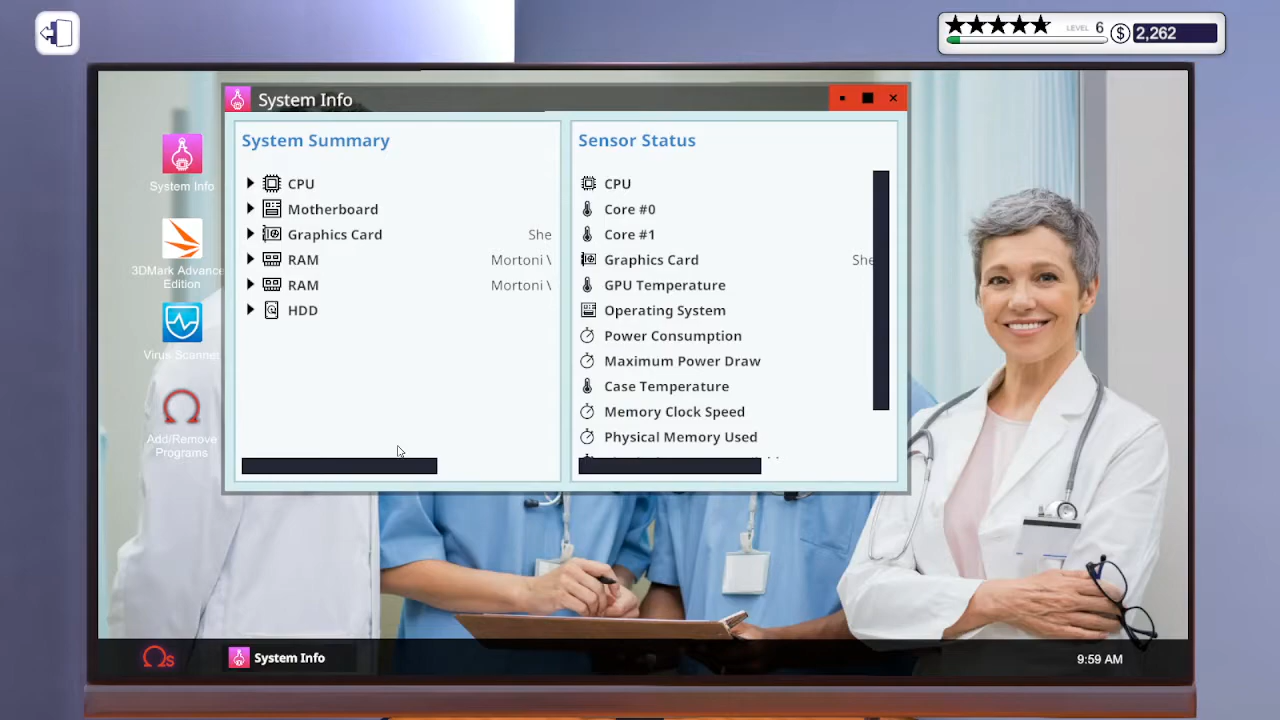 LEVEL 6
$ 2,262
System Info
System Summary
CPU
Motherboard
Graphics Card She
RAM Mortoni \
RAM Mortoni \
HDD
Sensor Status
CPU
Core #0
Core #1
Graphics Card She
GPU Temperature
Operating System
Power Consumption
Maximum Power Draw
Case Temperature
Memory Clock Speed
Physical Memory Used
System Info
3DMark Advance
Edition
Virus Scanner
Add/Remove
Programs
Ωs
System Info
9:59 AM